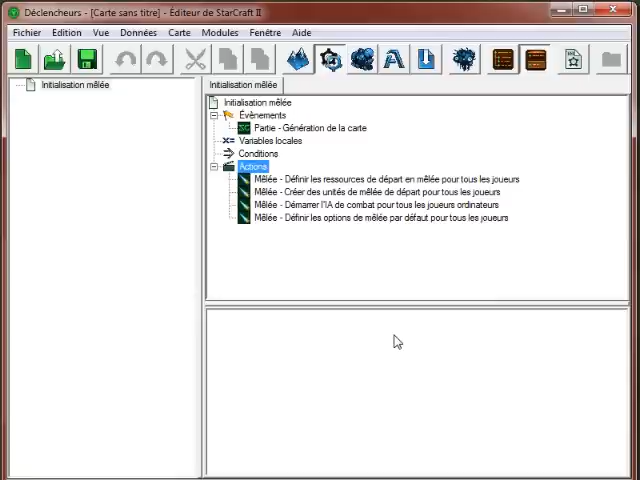 Déclencheurs - [Carte sans titre] - Éditeur de StarCraft II
Fichier Edition Vue Données Carte Modules Fenêtre Aide
Initialisation mêlée
Initialisation mêlée
Initialisation mêlée
Évènements
Partie - Génération de la carte
Variables locales
Conditions
Actions
Mêlée - Définir les ressources de départ en mêlée pour tous les joueurs
Mêlée - Créer des unités de mêlée de départ pour tous les joueurs
Mêlée - Démarrer l'IA de combat pour tous les joueurs ordinateurs
Mêlée - Définir les options de mêlée par défaut pour tous les joueurs